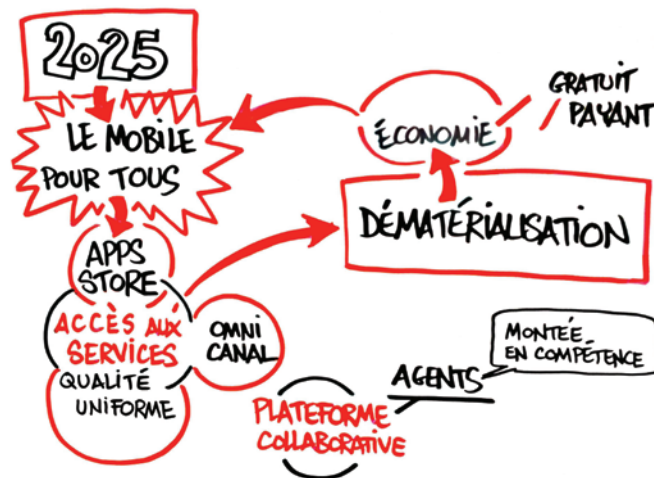 2025
LE MOBILE
POUR TOUS
APPS
STORE
ACCÈS AUX
SERVICES
QUALITÉ
UNIFORME
OMNI
CANAL
DÉMATÉRIALISATION
ÉCONOMIE
GRATUIT
/ PAYANT
PLATEFORME
COLLABORATIVE
AGENTS
MONTÉE
EN COMPÉTENCE